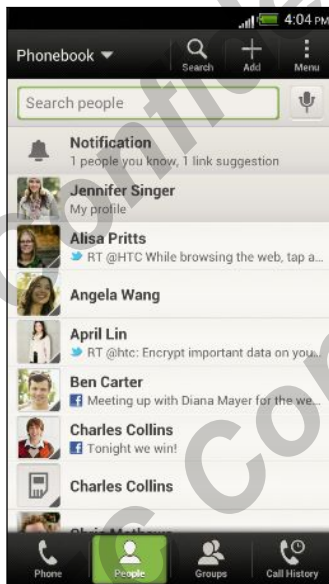 4:04 PM
Phonebook
Search
Add
Menu
Search people
Notification
1 people you know, 1 link suggestion
Jennifer Singer
My profile
Alisa Pritts
RT @HTC While browsing the web, tap a...
Angela Wang
April Lin
RT @htc: Encrypt important data on you...
Ben Carter
Meeting up with Diana Mayer for the we...
Charles Collins
Tonight we win!
Charles Collins
Phone
People
Groups
Call History